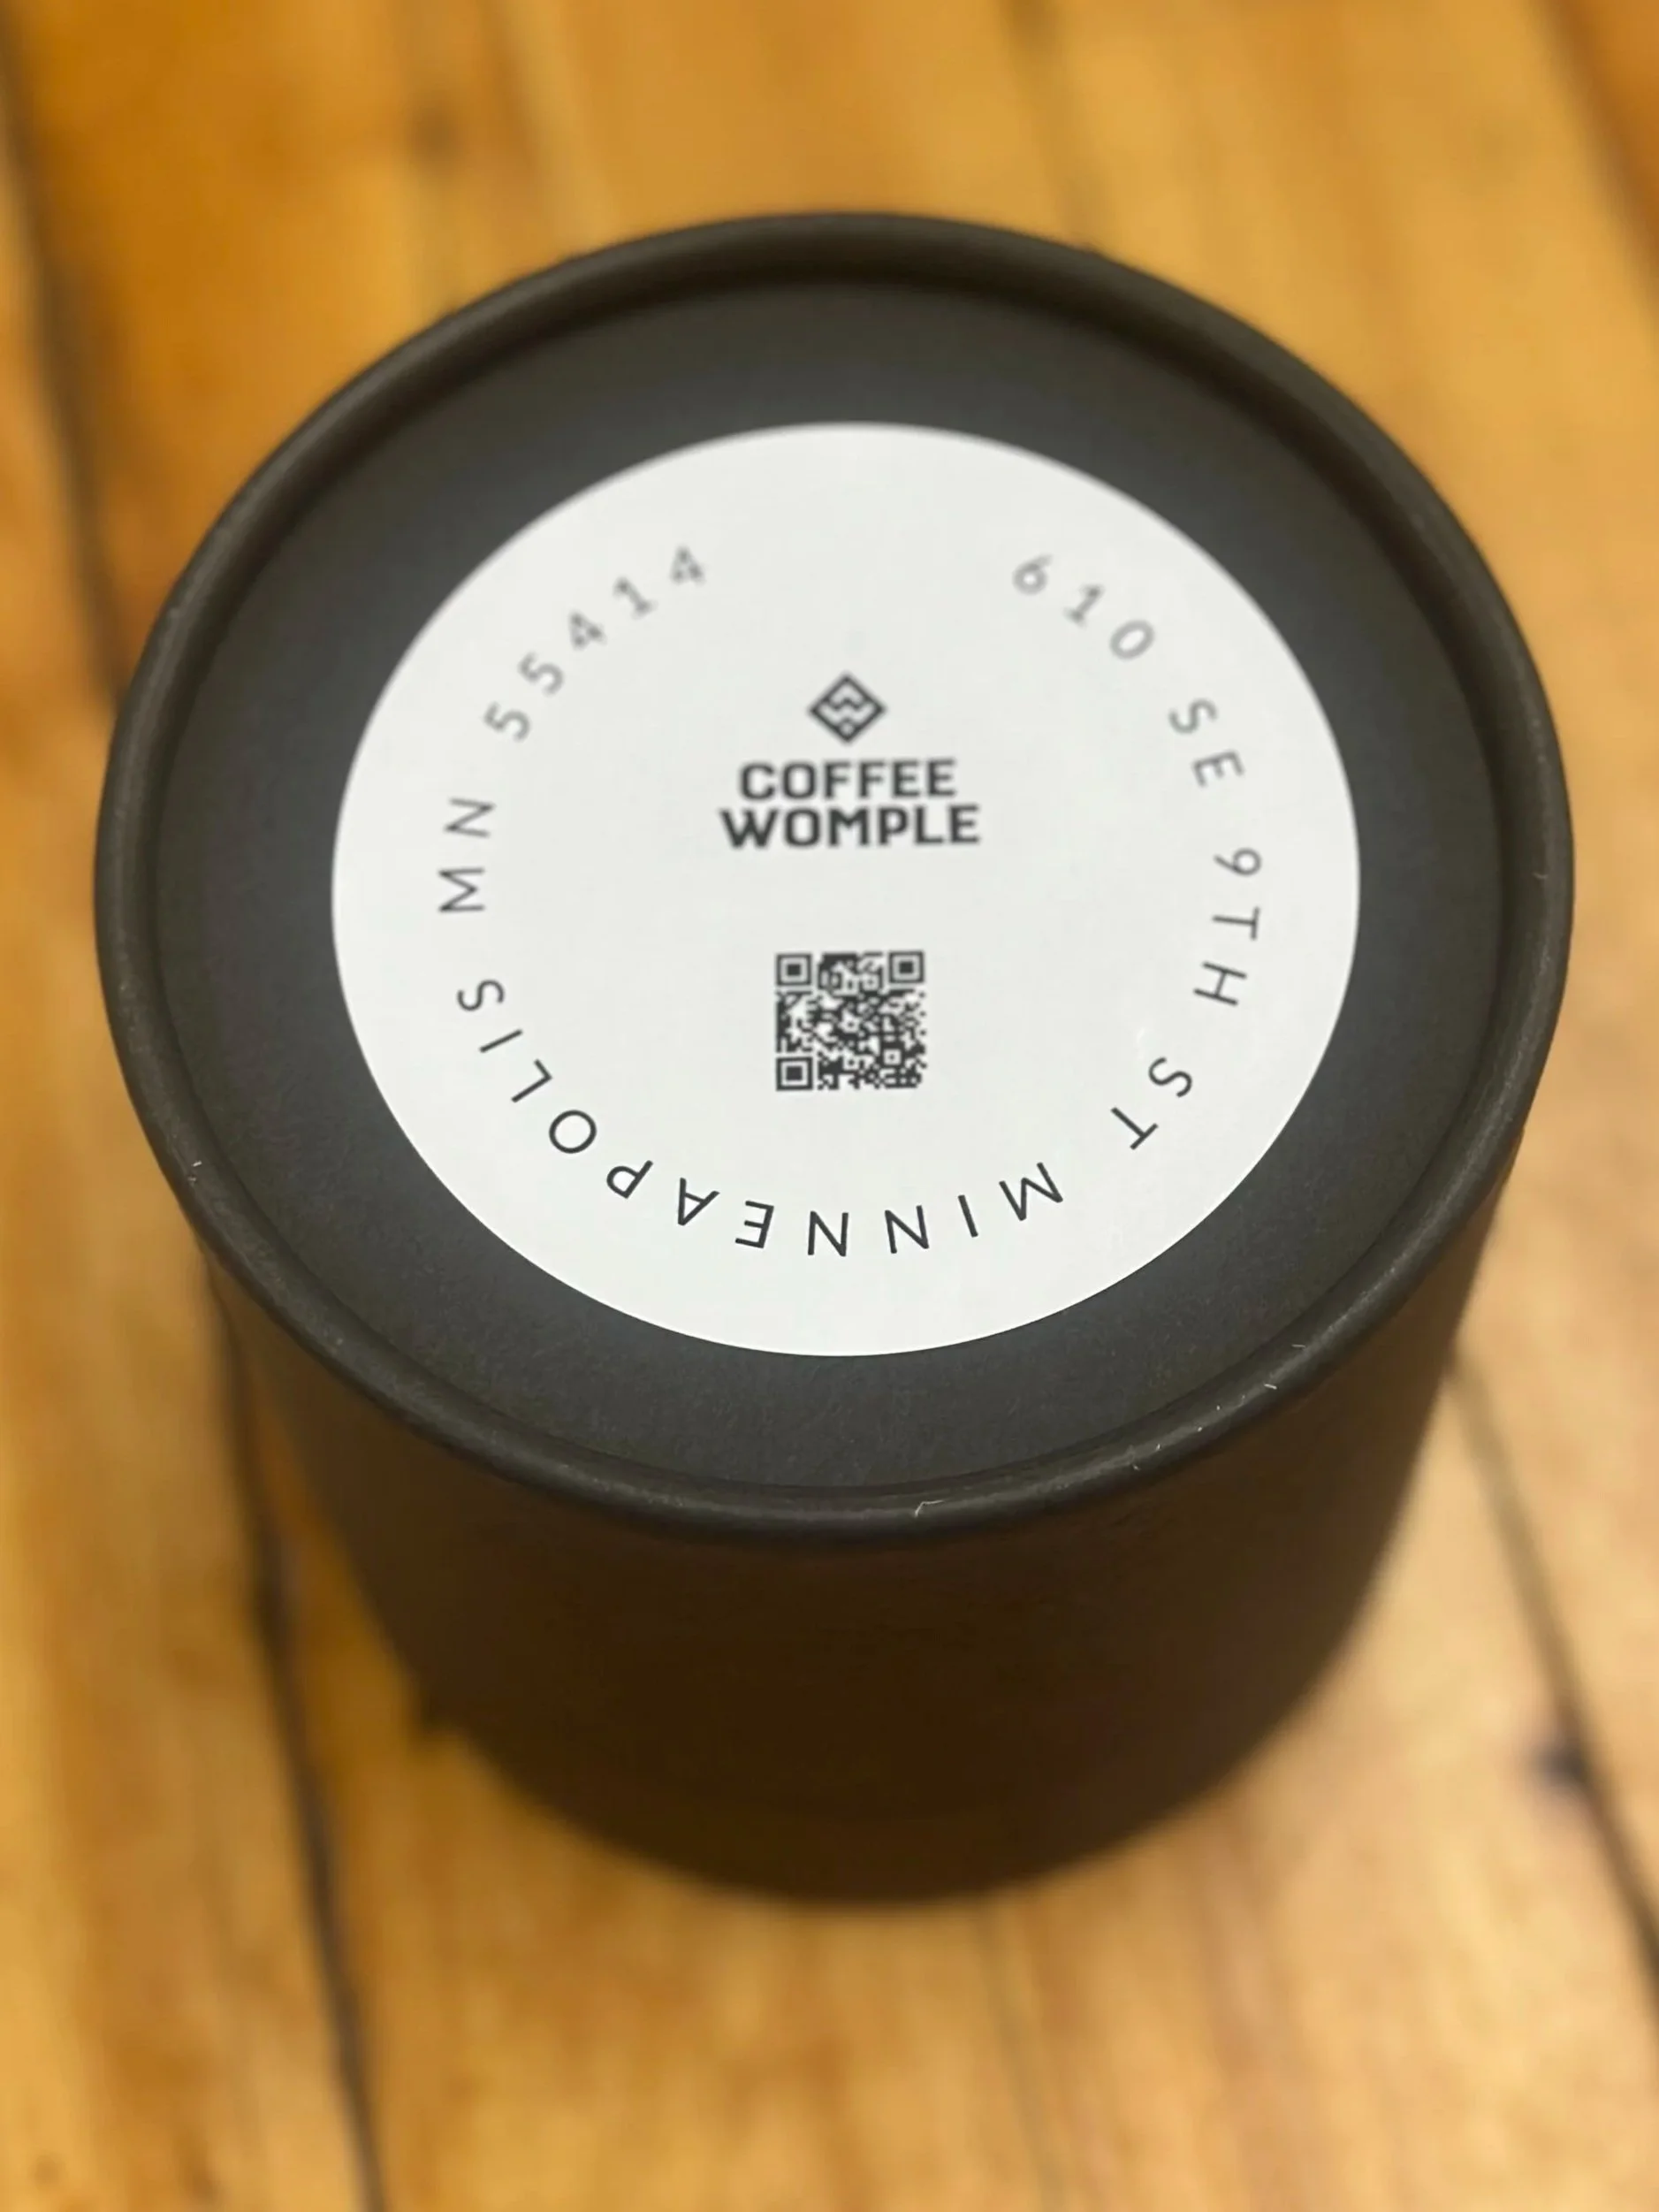 COFFEE
WOMPLE
610 SE 9TH ST MINNEAPOLIS MN 55414